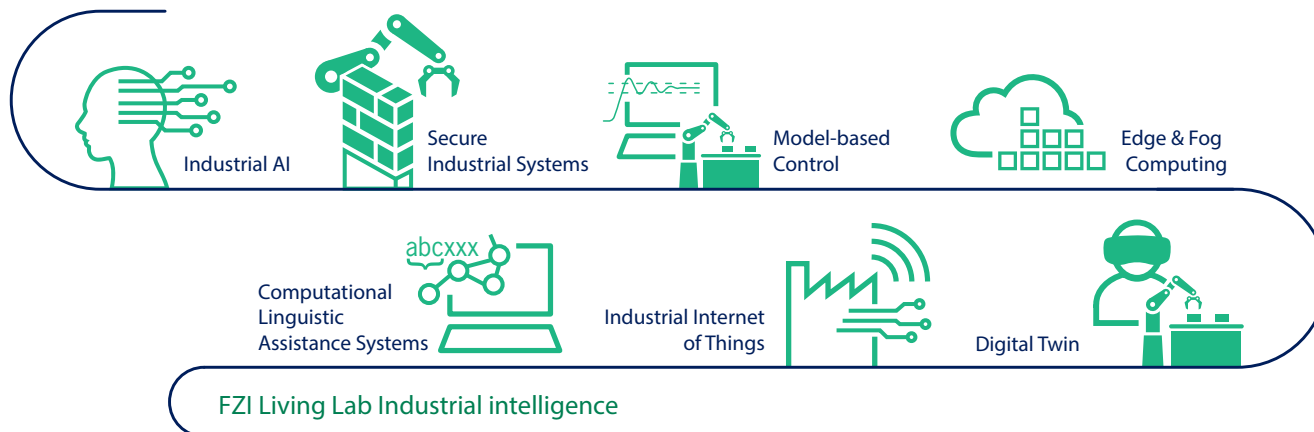 Industrial AI
Secure
Industrial Systems
Model-based
Control
Edge & Fog
Computing
abcxxx
Computational
Linguistic
Assistance Systems
Industrial Internet
of Things
Digital Twin
FZI Living Lab Industrial intelligence